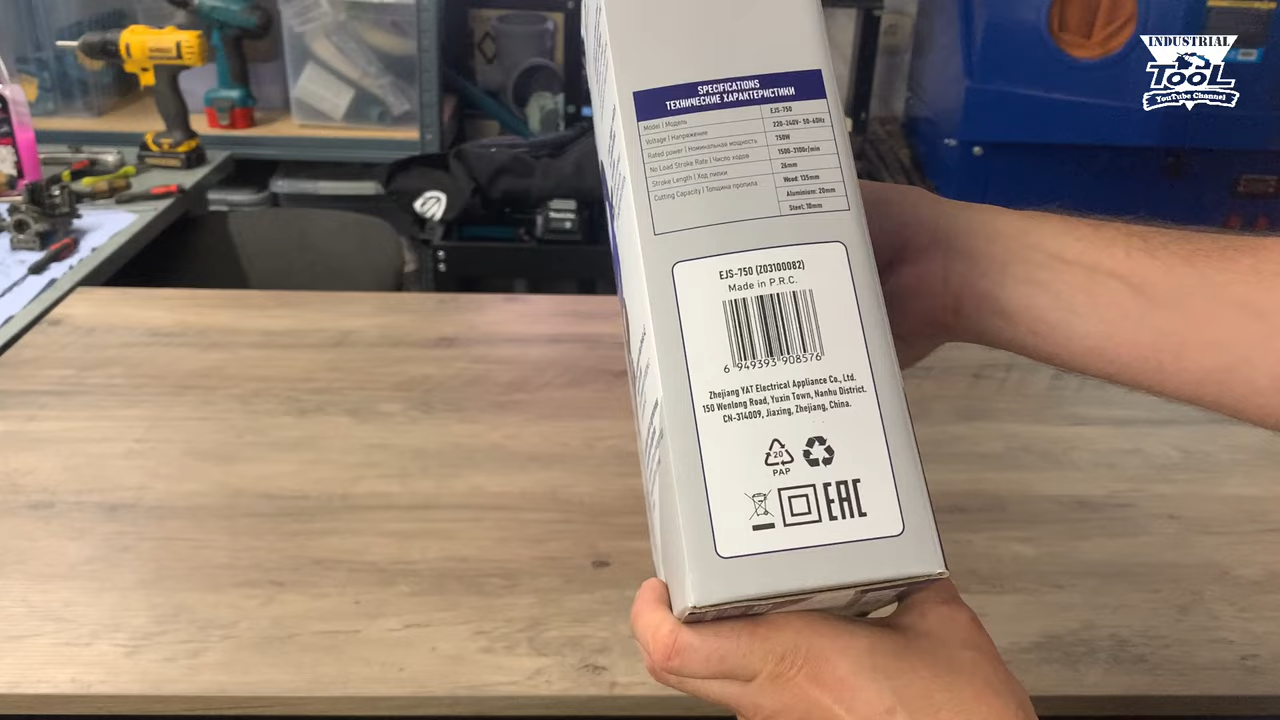 INDUSTRIAL
TOOL
YouTube Channel
SPECIFICATIONS
ТЕХНИЧЕСКИЕ ХАРАКТЕРИСТИКИ
Model | Модель EJS-750
Voltage | Напряжение 220-240V~ 50-60Hz
Rated power | Номинальная мощность 750W
No Load Stroke Rate | Число ходов 1500-3100r/min
Stroke Length | Ход пилки 26mm
Cutting Capacity | Толщина пропила Wood: 135mm
Aluminium: 20mm
Steel: 10mm
EJS-750 (Z03100082)
Made in P.R.C.
6 949393 908576
Zhejiang YAT Electrical Appliance Co., Ltd.
150 Wenlong Road, Yuxin Town, Nanhu District.
CN-314009, Jiaxing, Zhejiang, China.
20
PAP
EAC